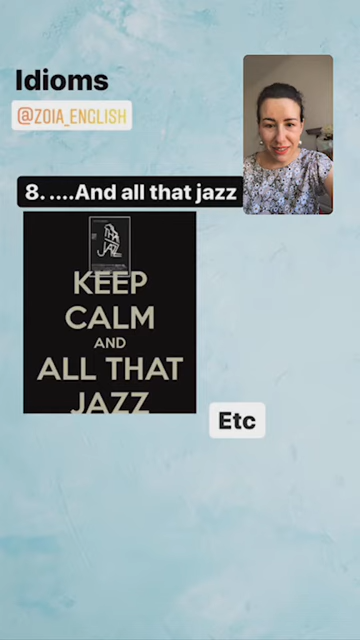 Idioms
@ZOIA_ENGLISH
8. ....And all that jazz
KEEP
CALM
AND
ALL THAT
JAZZ
Etc